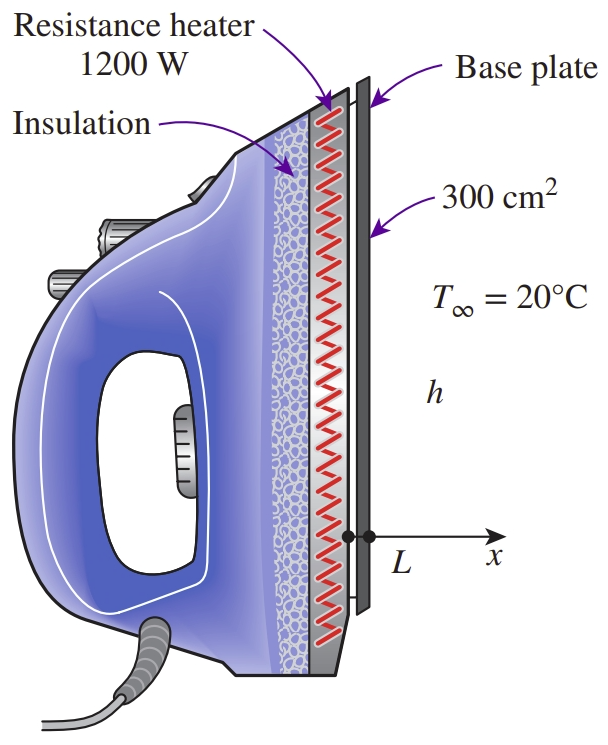 Resistance heater
1200 W
Base plate
Insulation
300 cm²
T∞ = 20°C
h
L
x